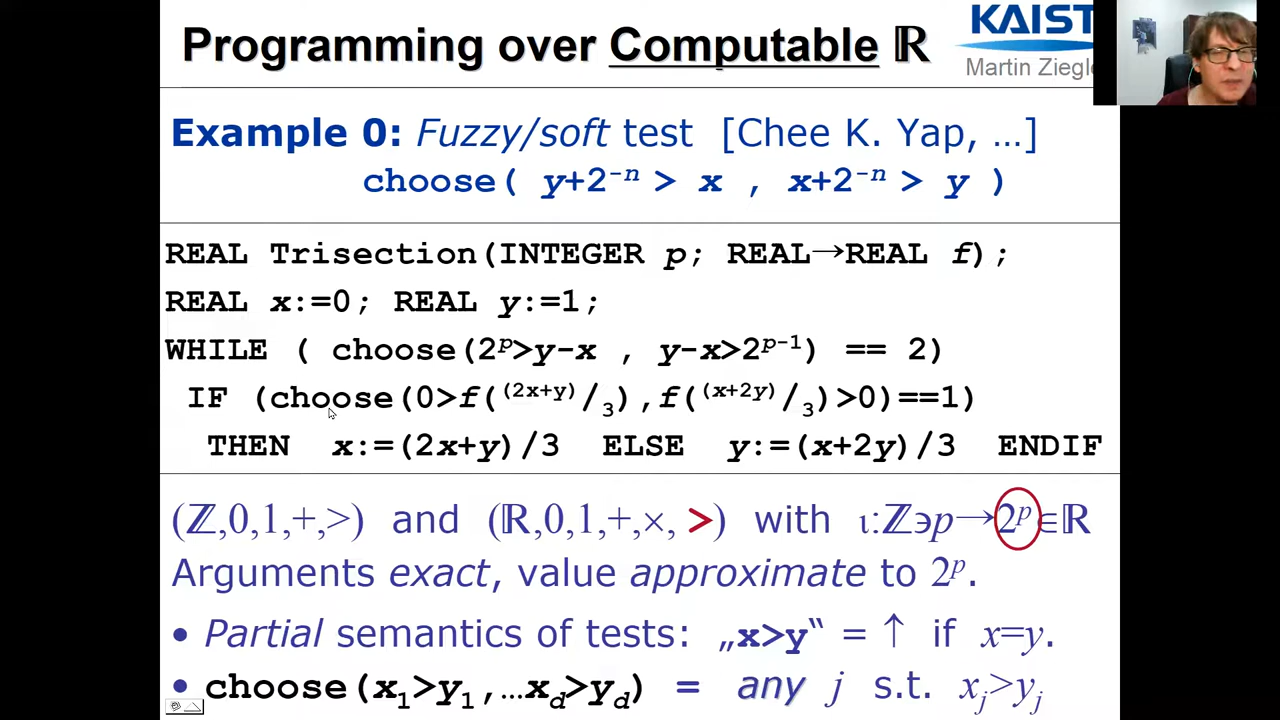 Programming over Computable ℝ
KAIST
Martin Ziegl
Example 0: Fuzzy/soft test [Chee K. Yap, …]
choose( y+2⁻ⁿ > x , x+2⁻ⁿ > y )
REAL Trisection(INTEGER p; REAL→REAL f);
REAL x:=0; REAL y:=1;
WHILE ( choose(2ᵖ>y-x , y-x>2ᵖ⁻¹) == 2)
IF (choose(0>f((2x+y)/3),f((x+2y)/3)>0)==1)
THEN x:=(2x+y)/3 ELSE y:=(x+2y)/3 ENDIF
(ℤ,0,1,+,>) and (ℝ,0,1,+,×, >) with ι:ℤ∋p→2ᵖ∈ℝ
Arguments exact, value approximate to 2ᵖ.
• Partial semantics of tests: „x>y“ = ↑ if x=y.
• choose(x₁>y₁,…x_d>y_d) = any j s.t. xⱼ>yⱼ